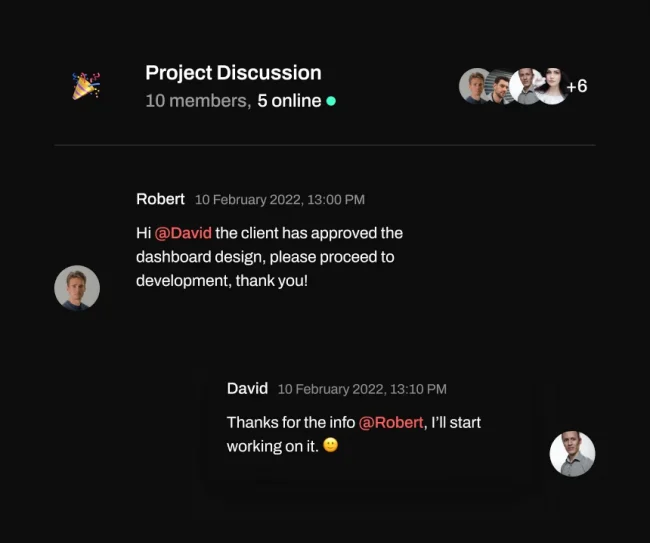 Project Discussion
10 members, 5 online
+6
Robert 10 February 2022, 13:00 PM
Hi @David the client has approved the
dashboard design, please proceed to
development, thank you!
David 10 February 2022, 13:10 PM
Thanks for the info @Robert, I’ll start
working on it. 🙂